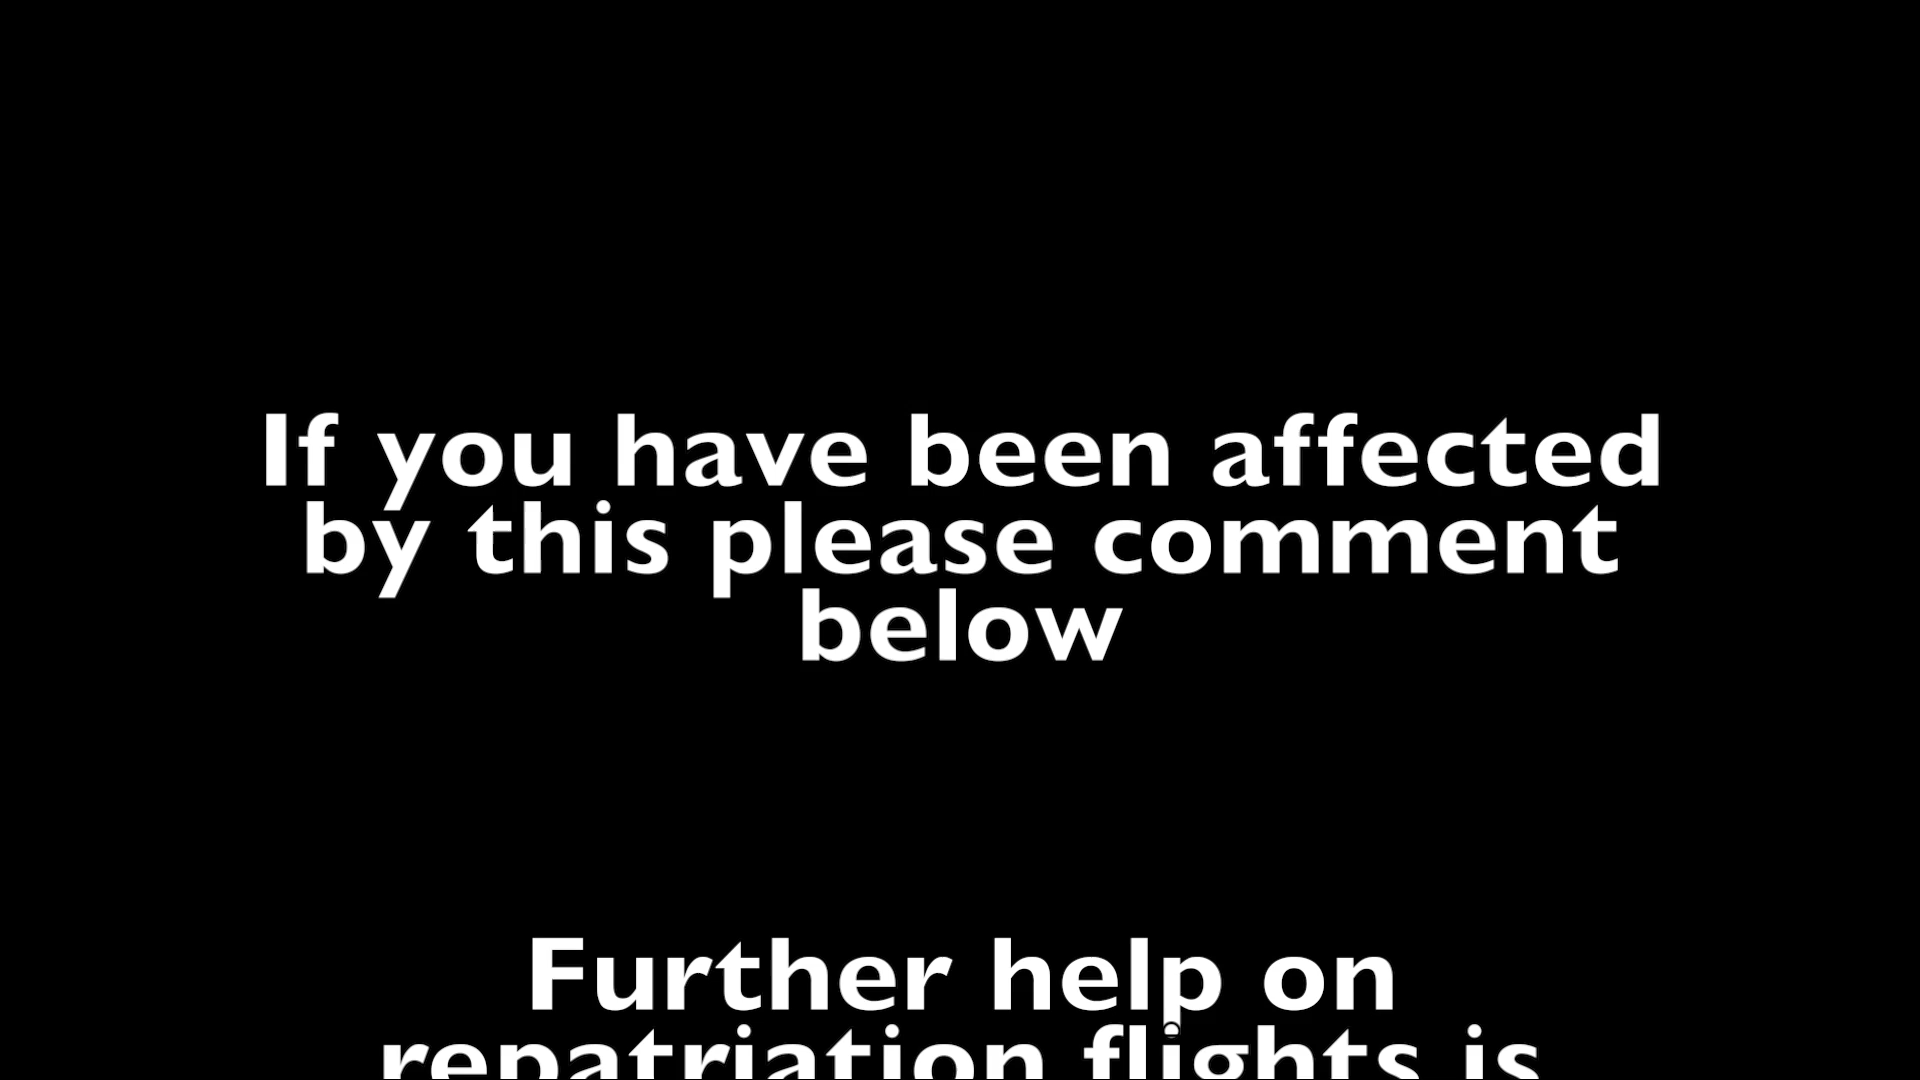 If you have been affected
by this please comment
below
Further help on
repatriation flights is